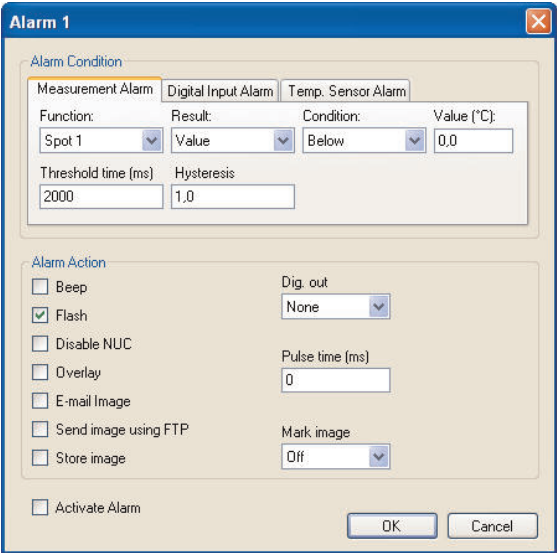 Alarm 1
Alarm Condition
Measurement Alarm Digital Input Alarm Temp. Sensor Alarm
Function: Result: Condition: Value (°C):
Spot 1 Value Below 0,0
Threshold time (ms) Hysteresis
2000 1,0
Alarm Action
Beep
Flash
Disable NUC
Overlay
E-mail Image
Send image using FTP
Store image
Dig. out
None
Pulse time (ms)
0
Mark image
Off
Activate Alarm
OK Cancel